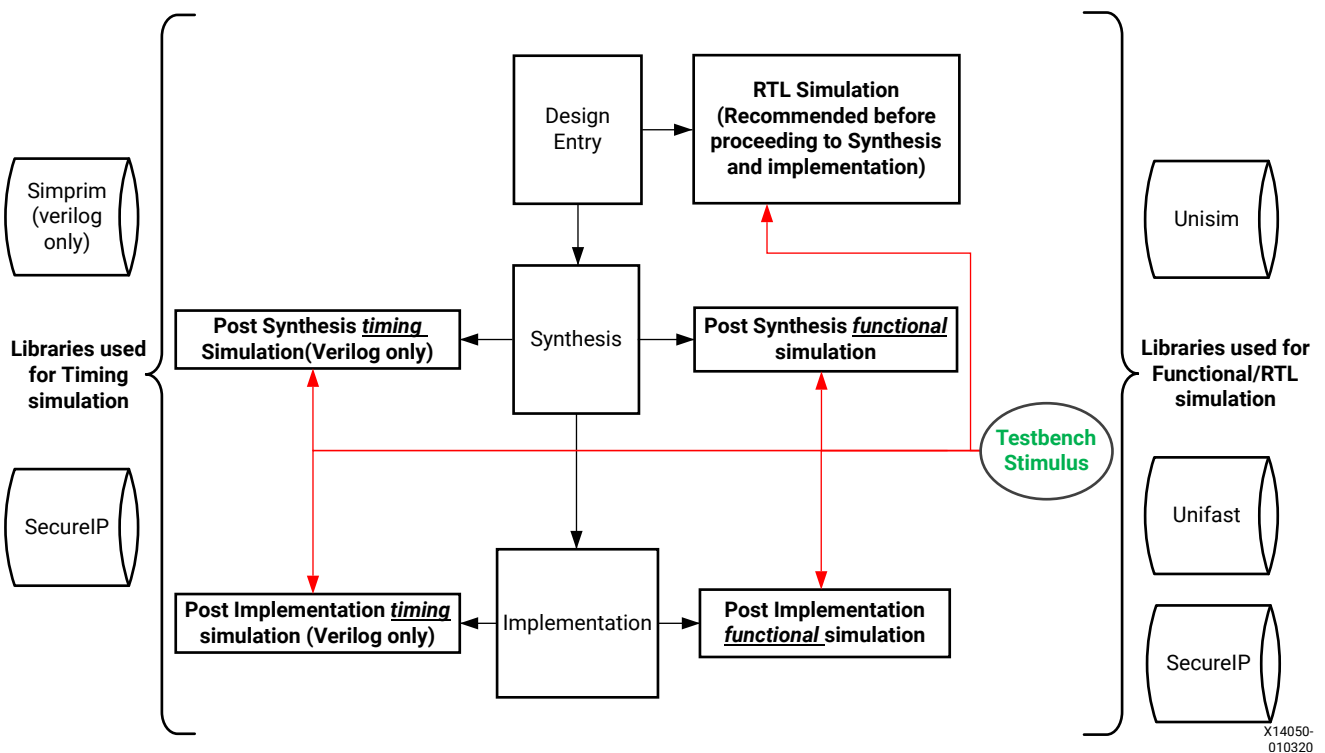 Simprim
(verilog
only)
Libraries used
for Timing
simulation
SecureIP
Design
Entry
RTL Simulation
(Recommended before
proceeding to Synthesis
and implementation)
Post Synthesis timing
Simulation(Verilog only)
Synthesis
Post Synthesis functional
simulation
Testbench
Stimulus
Post Implementation timing
simulation (Verilog only)
Implementation
Post Implementation
functional simulation
Unisim
Libraries used for
Functional/RTL
simulation
Unifast
SecureIP
X14050-
010320